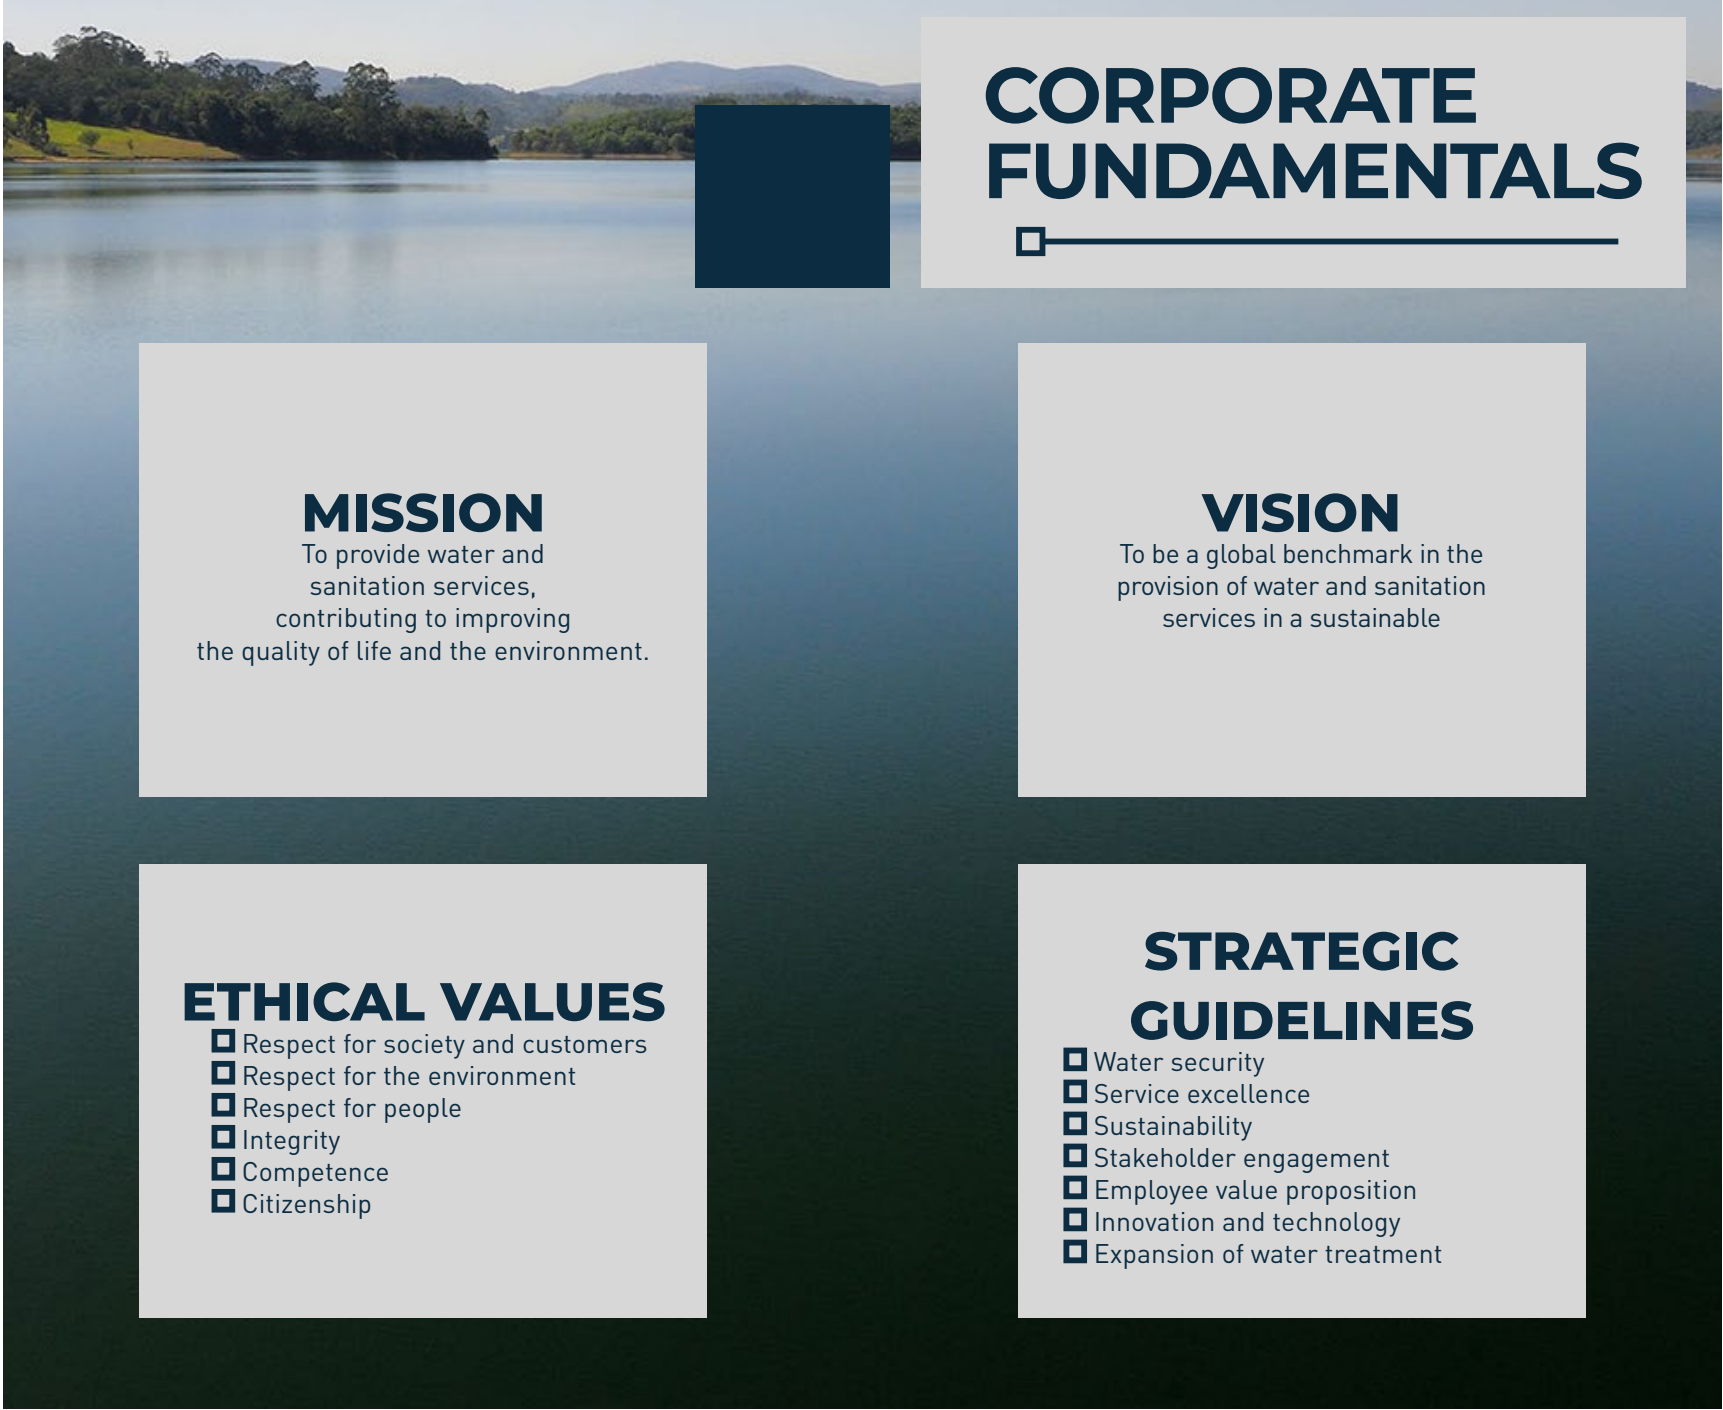 CORPORATE
FUNDAMENTALS
MISSION
To provide water and
sanitation services,
contributing to improving
the quality of life and the environment.
VISION
To be a global benchmark in the
provision of water and sanitation
services in a sustainable
ETHICAL VALUES
Respect for society and customers
Respect for the environment
Respect for people
Integrity
Competence
Citizenship
STRATEGIC
GUIDELINES
Water security
Service excellence
Sustainability
Stakeholder engagement
Employee value proposition
Innovation and technology
Expansion of water treatment